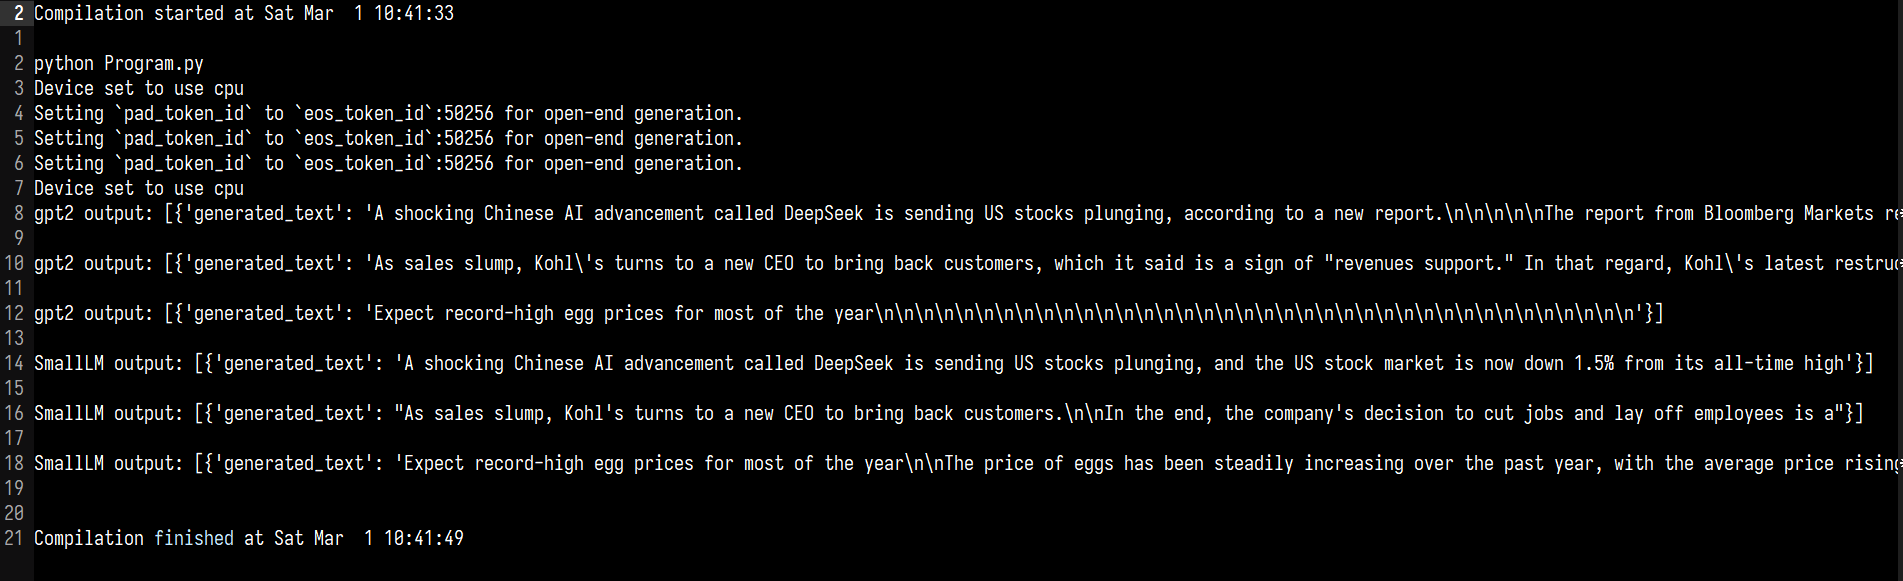 2 Compilation started at Sat Mar  1 10:41:33
1
2 python Program.py
3 Device set to use cpu
4 Setting `pad_token_id` to `eos_token_id`:50256 for open-end generation.
5 Setting `pad_token_id` to `eos_token_id`:50256 for open-end generation.
6 Setting `pad_token_id` to `eos_token_id`:50256 for open-end generation.
7 Device set to use cpu
8 gpt2 output: [{'generated_text': 'A shocking Chinese AI advancement called DeepSeek is sending US stocks plunging, according to a new report.\n\n\n\n\nThe report from Bloomberg Markets re
9
10 gpt2 output: [{'generated_text': 'As sales slump, Kohl\'s turns to a new CEO to bring back customers, which it said is a sign of "revenues support." In that regard, Kohl\'s latest restruc
11
12 gpt2 output: [{'generated_text': 'Expect record-high egg prices for most of the year\n\n\n\n\n\n\n\n\n\n\n\n\n\n\n\n\n\n\n\n\n\n\n\n\n\n\n\n\n\n\n\n\n\n\n\n\n\n'}]
13
14 SmallLM output: [{'generated_text': 'A shocking Chinese AI advancement called DeepSeek is sending US stocks plunging, and the US stock market is now down 1.5% from its all-time high'}]
15
16 SmallLM output: [{'generated_text': "As sales slump, Kohl's turns to a new CEO to bring back customers.\n\nIn the end, the company's decision to cut jobs and lay off employees is a"}]
17
18 SmallLM output: [{'generated_text': 'Expect record-high egg prices for most of the year\n\nThe price of eggs has been steadily increasing over the past year, with the average price rising
19
20
21 Compilation finished at Sat Mar  1 10:41:49